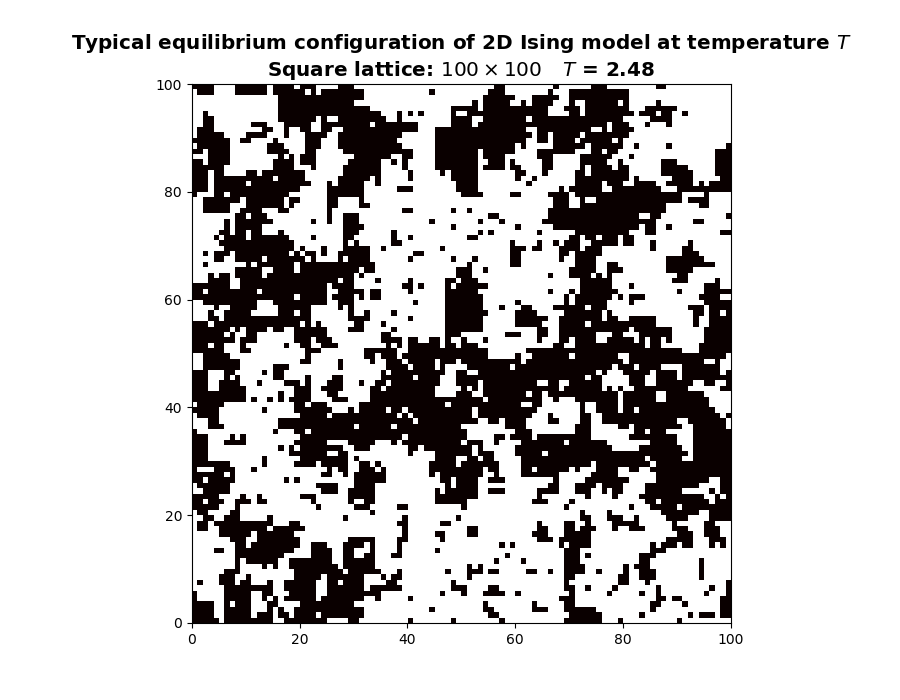 Typical equilibrium configuration of 2D Ising model at temperature T
Square lattice: 100 × 100 T = 2.48
100
80
60
40
20
0
0 20 40 60 80 100